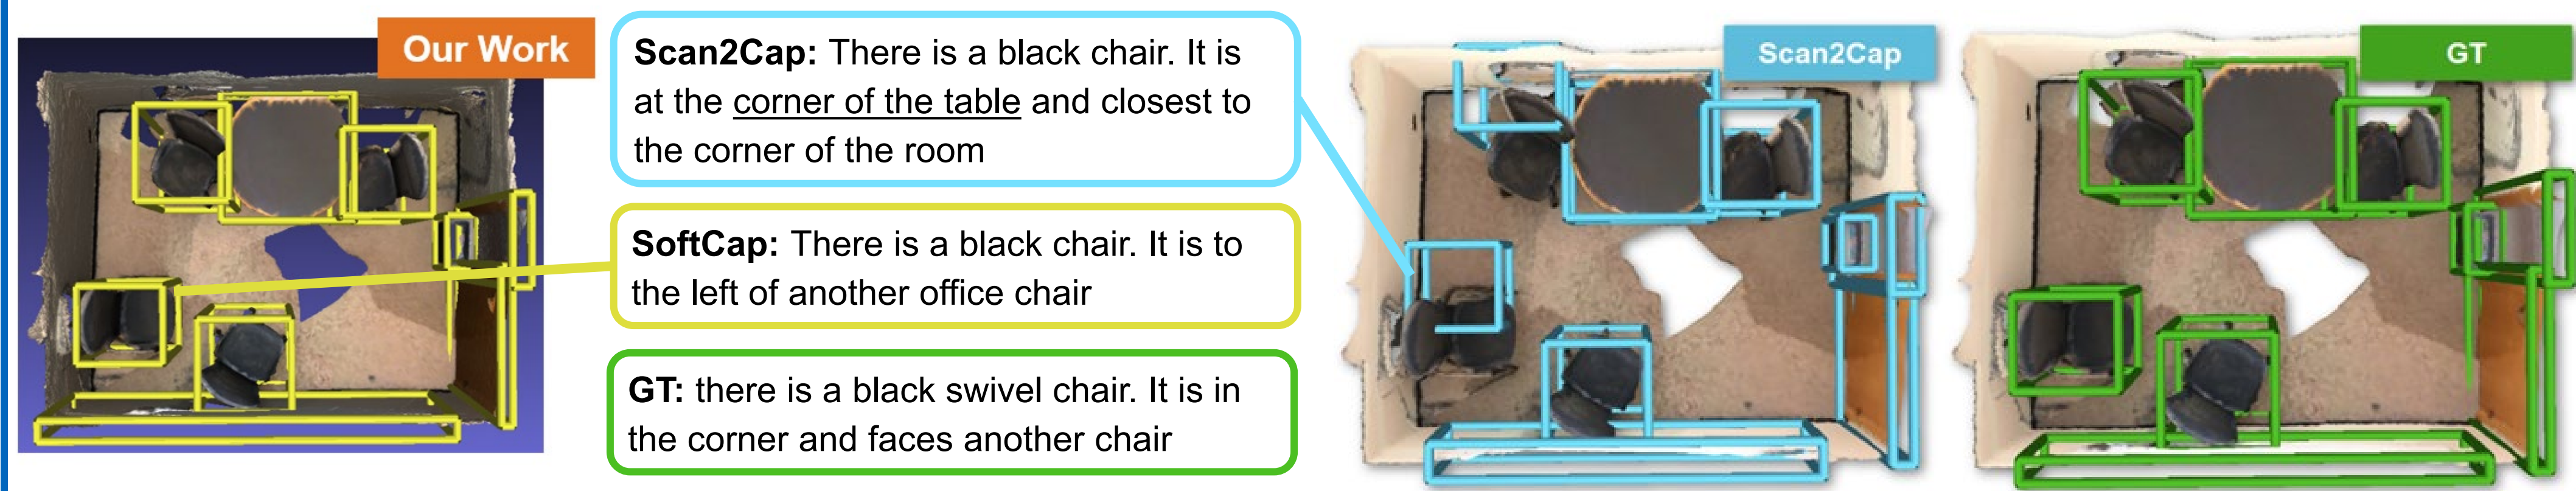 Our Work
Scan2Cap: There is a black chair. It is
at the corner of the table and closest to
the corner of the room
SoftCap: There is a black chair. It is to
the left of another office chair
GT: there is a black swivel chair. It is in
the corner and faces another chair
Scan2Cap
GT